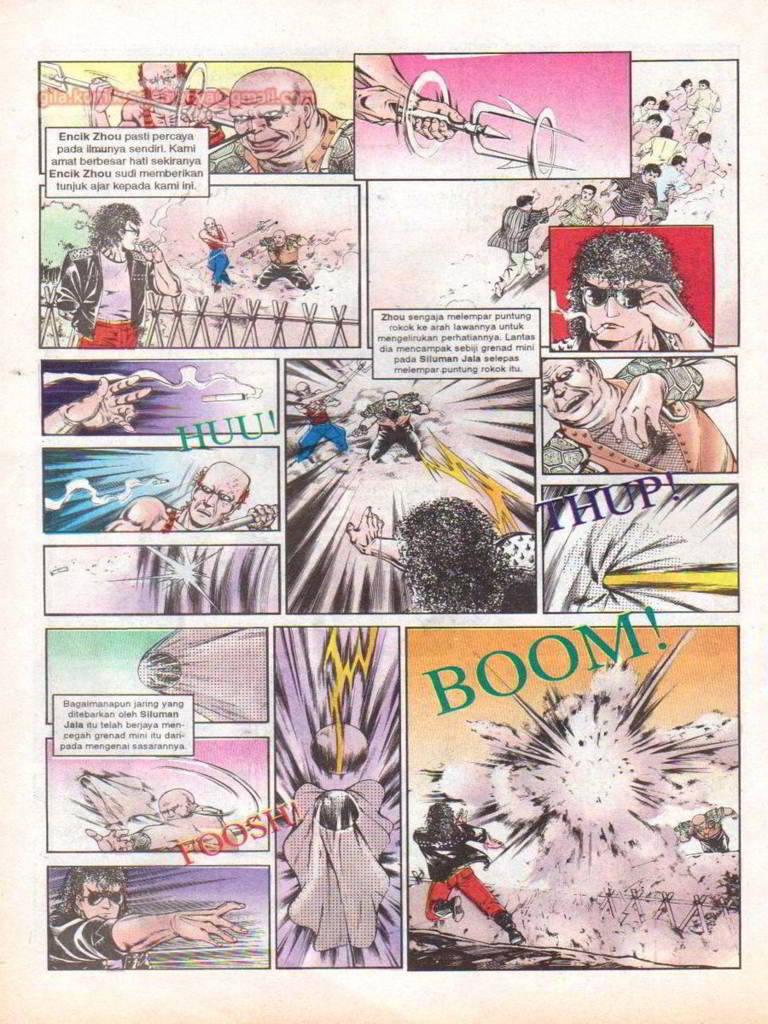 Encik Zhou pasti percaya
pada ilmunya sendiri. Kami
amat berbesar hati sekiranya
Encik Zhou sudi memberikan
tunjuk ajar kepada kami ini.
Zhou sengaja melempar puntung
rokok ke arah lawannya untuk
mengelirukan perhatiannya. Lantas
dia mencampak sebiji grenad mini
pada Siluman Jala selepas
melempar puntung rokok itu.
HUU!
THUP!
Bagaimanapun jaring yang
ditebarkan oleh Siluman
Jala itu telah berjaya men-
cegah grenad mini itu dari-
pada mengenai sasarannya.
FOOSH!
BOOM!